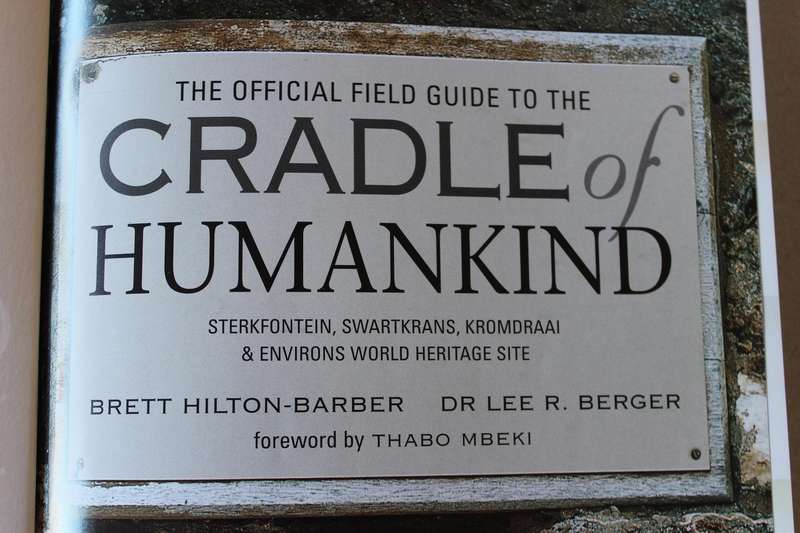 THE OFFICIAL FIELD GUIDE TO THE
CRADLE of
HUMANKIND
STERKFONTEIN, SWARTKRANS, KROMDRAAI
& ENVIRONS WORLD HERITAGE SITE
BRETT HILTON-BARBER DR LEE R. BERGER
foreword by THABO MBEKI